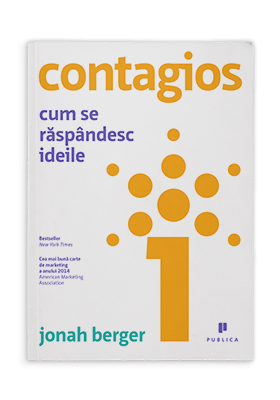 contagios
cum se
răspândesc
ideile
Bestseller
New York Times
Cea mai bună carte
de marketing
a anului 2014
American Marketing
Association
1
jonah berger
PUBLICA